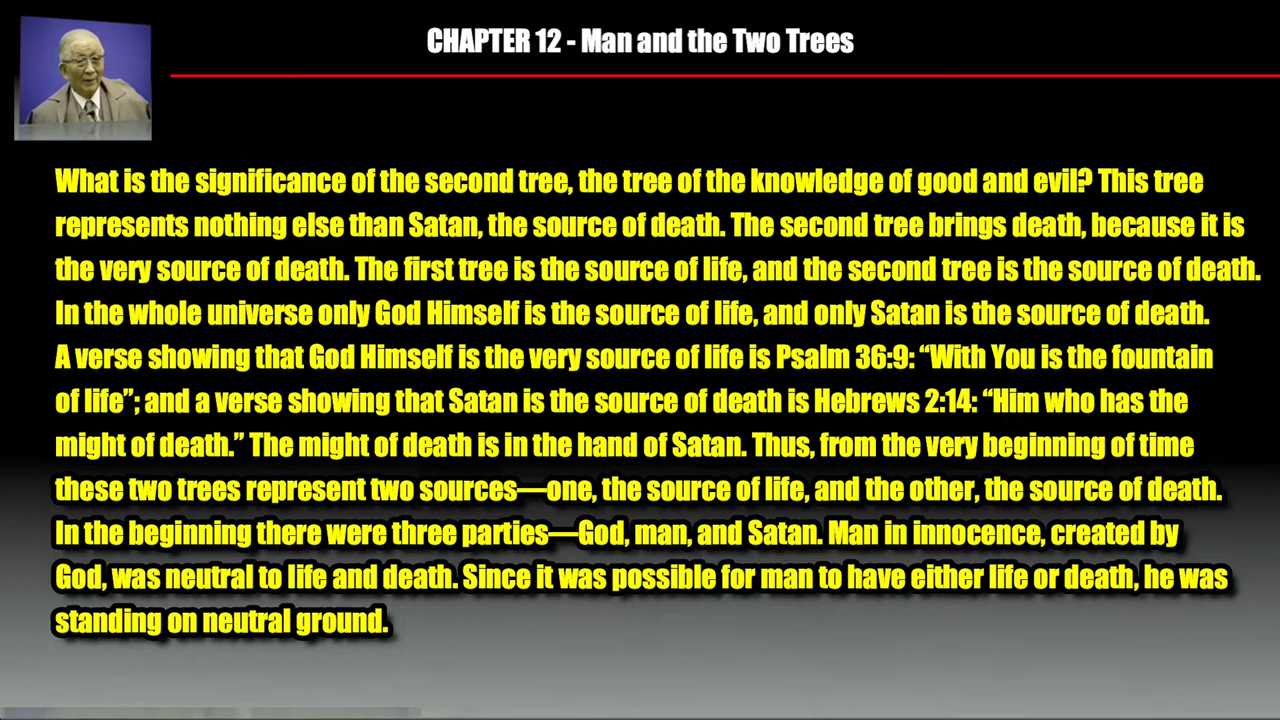 CHAPTER 12 - Man and the Two Trees
What is the significance of the second tree, the tree of the knowledge of good and evil? This tree
represents nothing else than Satan, the source of death. The second tree brings death, because it is
the very source of death. The first tree is the source of life, and the second tree is the source of death.
In the whole universe only God Himself is the source of life, and only Satan is the source of death.
A verse showing that God Himself is the very source of life is Psalm 36:9: “With You is the fountain
of life”; and a verse showing that Satan is the source of death is Hebrews 2:14: “Him who has the
might of death.” The might of death is in the hand of Satan. Thus, from the very beginning of time
these two trees represent two sources—one, the source of life, and the other, the source of death.
In the beginning there were three parties—God, man, and Satan. Man in innocence, created by
God, was neutral to life and death. Since it was possible for man to have either life or death, he was
standing on neutral ground.